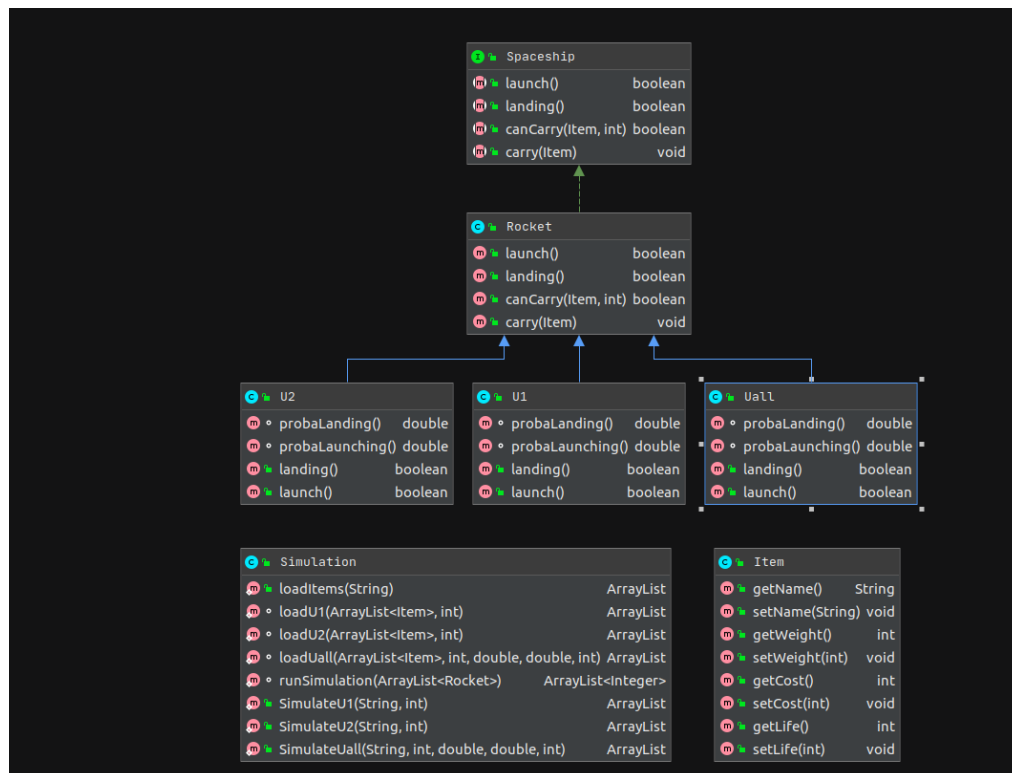 Spaceship
launch() boolean
landing() boolean
canCarry(Item, int) boolean
carry(Item) void
Rocket
launch() boolean
landing() boolean
canCarry(Item, int) boolean
carry(Item) void
U2
probaLanding() double
probaLaunching() double
landing() boolean
launch() boolean
U1
probaLanding() double
probaLaunching() double
landing() boolean
launch() boolean
Uall
probaLanding() double
probaLaunching() double
landing() boolean
launch() boolean
Simulation
loadItems(String) ArrayList
loadU1(ArrayList<Item>, int) ArrayList
loadU2(ArrayList<Item>, int) ArrayList
loadUall(ArrayList<Item>, int, double, double, int) ArrayList
runSimulation(ArrayList<Rocket>) ArrayList<Integer>
SimulateU1(String, int) ArrayList
SimulateU2(String, int) ArrayList
SimulateUall(String, int, double, double, int) ArrayList
Item
getName() String
setName(String) void
getWeight() int
setWeight(int) void
getCost() int
setCost(int) void
getLife() int
setLife(int) void